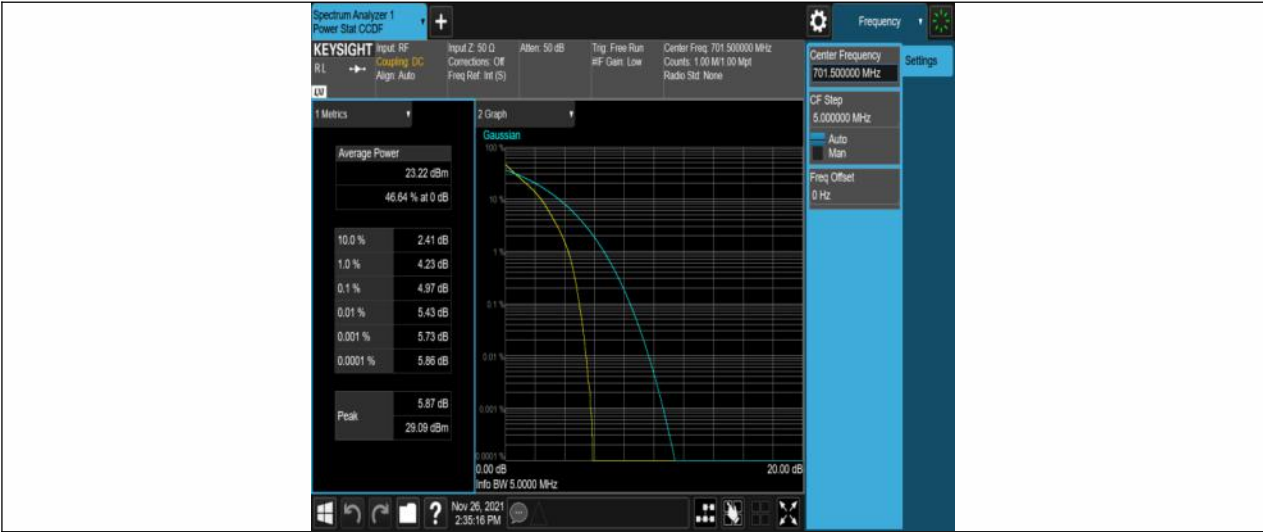 Spectrum Analyzer 1
Power Stat CCDF
Frequency
KEYSIGHT
RL
LW
Input: RF
Coupling: DC
Align: Auto
Input Z: 50 Ω
Corrections: Off
Freq Ref: Int (S)
Atten: 50 dB
Trig: Free Run
#IF Gain: Low
Center Freq: 701.500000 MHz
Counts: 1.00 M/1.00 Mpt
Radio Std: None
Center Frequency
701.500000 MHz
Settings
CF Step
5.000000 MHz
Auto
Man
Freq Offset
0 Hz
1 Metrics
Average Power
23.22 dBm
46.64 % at 0 dB
10.0 % 2.41 dB
1.0 % 4.23 dB
0.1 % 4.97 dB
0.01 % 5.43 dB
0.001 % 5.73 dB
0.0001 % 5.86 dB
Peak
5.87 dB
29.09 dBm
2 Graph
Gaussian
100 %
10 %
1 %
0.1 %
0.01 %
0.001 %
0.0001 %
0.00 dB 20.00 dB
Info BW 5.0000 MHz
?
Nov 26, 2021
2:35:16 PM